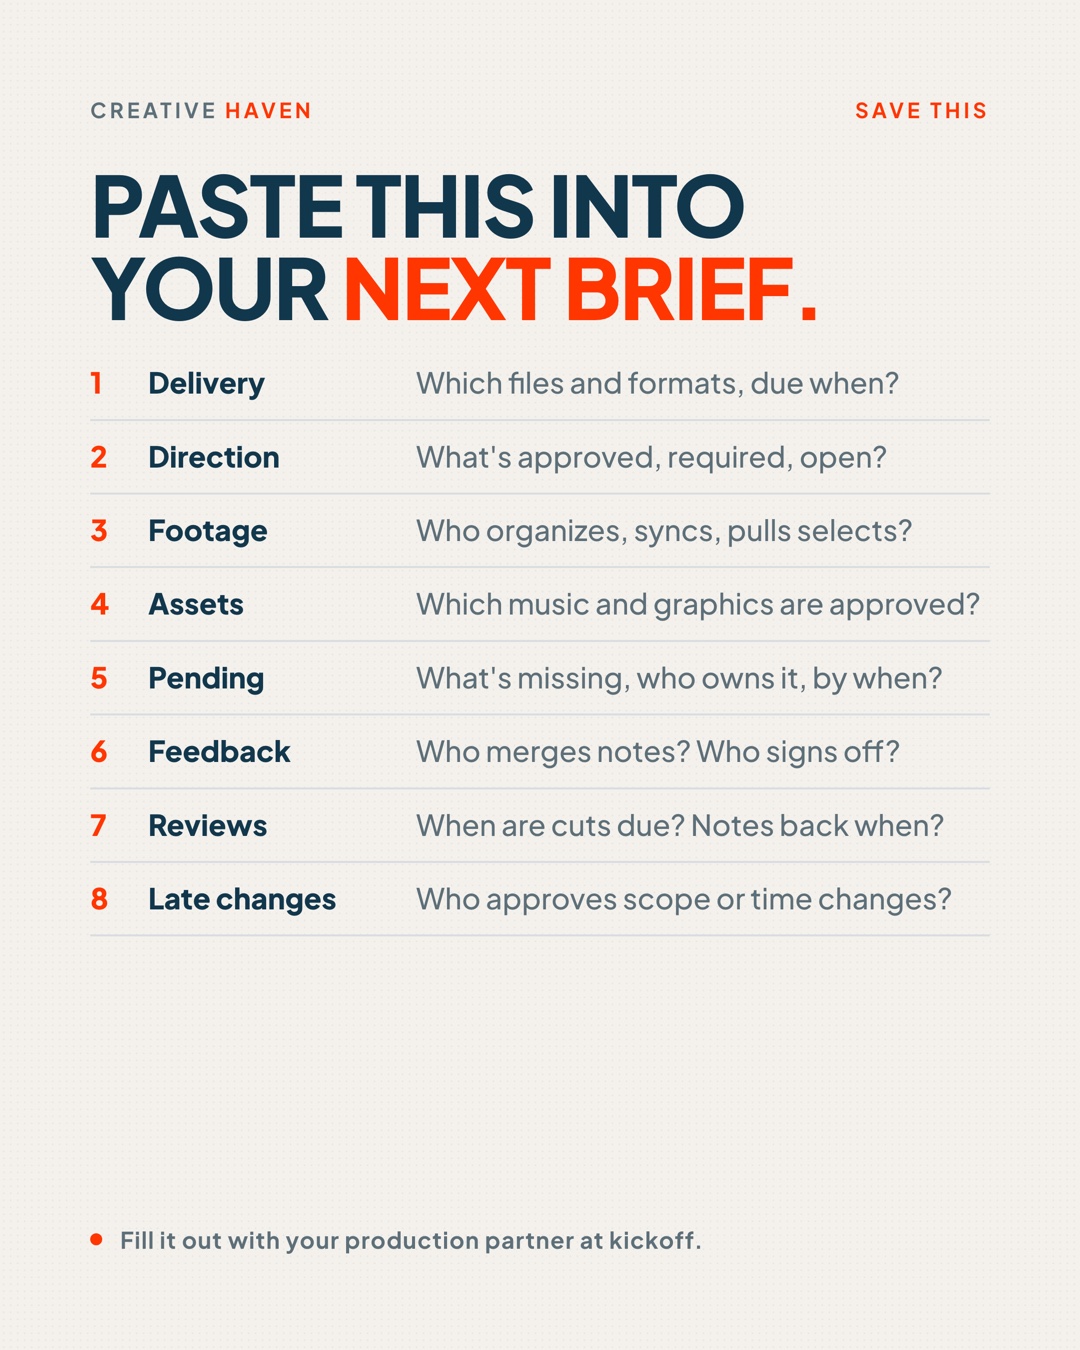 CREATIVE HAVEN
SAVE THIS
PASTE THIS INTO
YOUR NEXT BRIEF.
1 Delivery Which files and formats, due when?
2 Direction What's approved, required, open?
3 Footage Who organizes, syncs, pulls selects?
4 Assets Which music and graphics are approved?
5 Pending What's missing, who owns it, by when?
6 Feedback Who merges notes? Who signs off?
7 Reviews When are cuts due? Notes back when?
8 Late changes Who approves scope or time changes?
Fill it out with your production partner at kickoff.